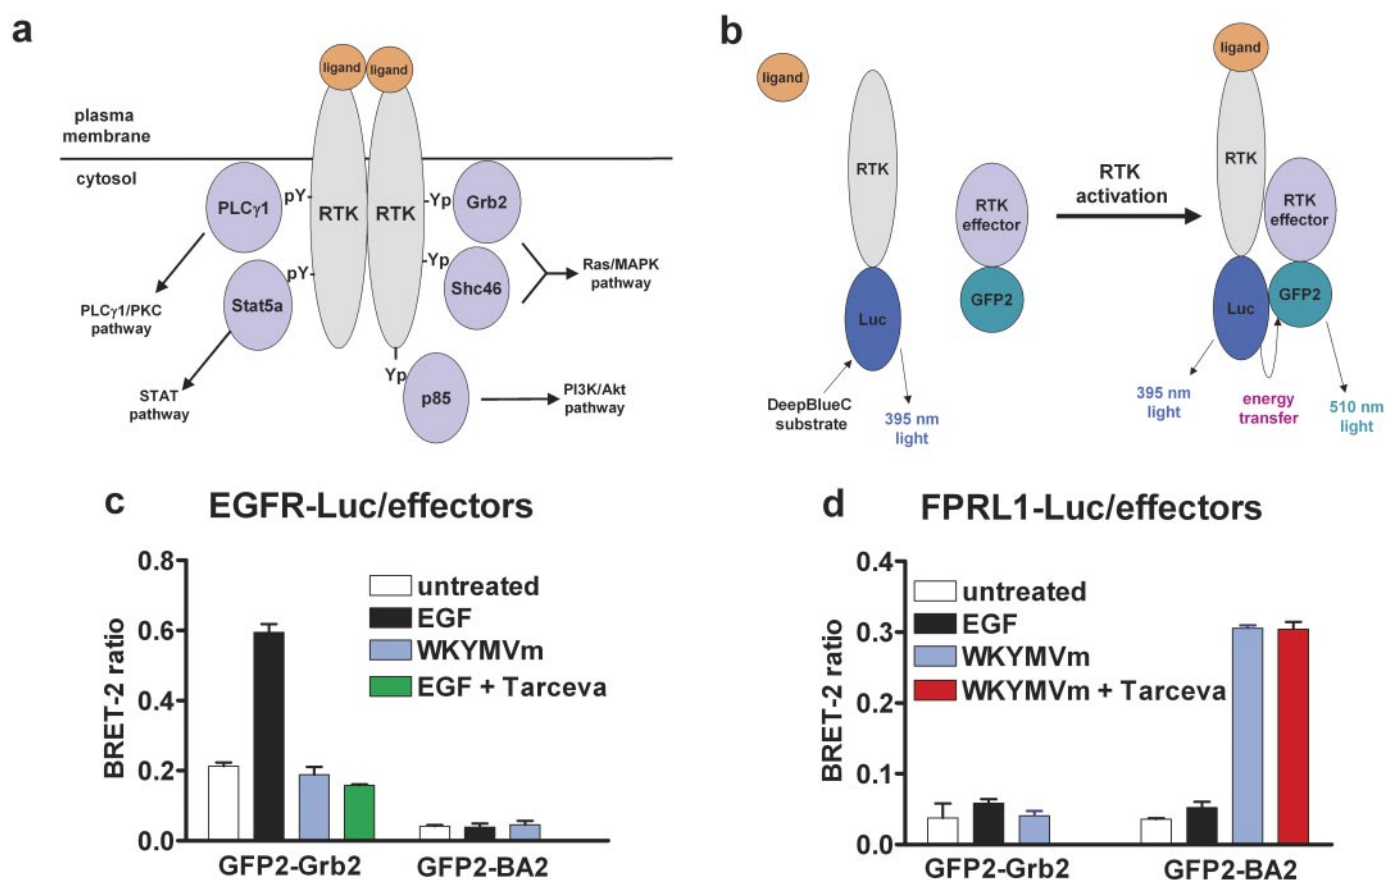 a
ligand
ligand
plasma
membrane
cytosol
PLCγ1
pY-
RTK
RTK
-Yp
Grb2
pY-
-Yp
Stat5a
Shc46
Ras/MAPK
pathway
PLCγ1/PKC
pathway
Yp
p85
PI3K/Akt
pathway
STAT
pathway
b
ligand
RTK
Luc
DeepBlueC
substrate
395 nm
light
RTK
effector
GFP2
RTK
activation
ligand
RTK
RTK
effector
Luc
GFP2
395 nm
light
energy
transfer
510 nm
light
c
EGFR-Luc/effectors
BRET-2 ratio
0.8
0.6
0.4
0.2
0.0
untreated
EGF
WKYMVm
EGF + Tarceva
GFP2-Grb2
GFP2-BA2
d
FPRL1-Luc/effectors
BRET-2 ratio
0.4
0.3
0.2
0.1
0.0
untreated
EGF
WKYMVm
WKYMVm + Tarceva
GFP2-Grb2
GFP2-BA2